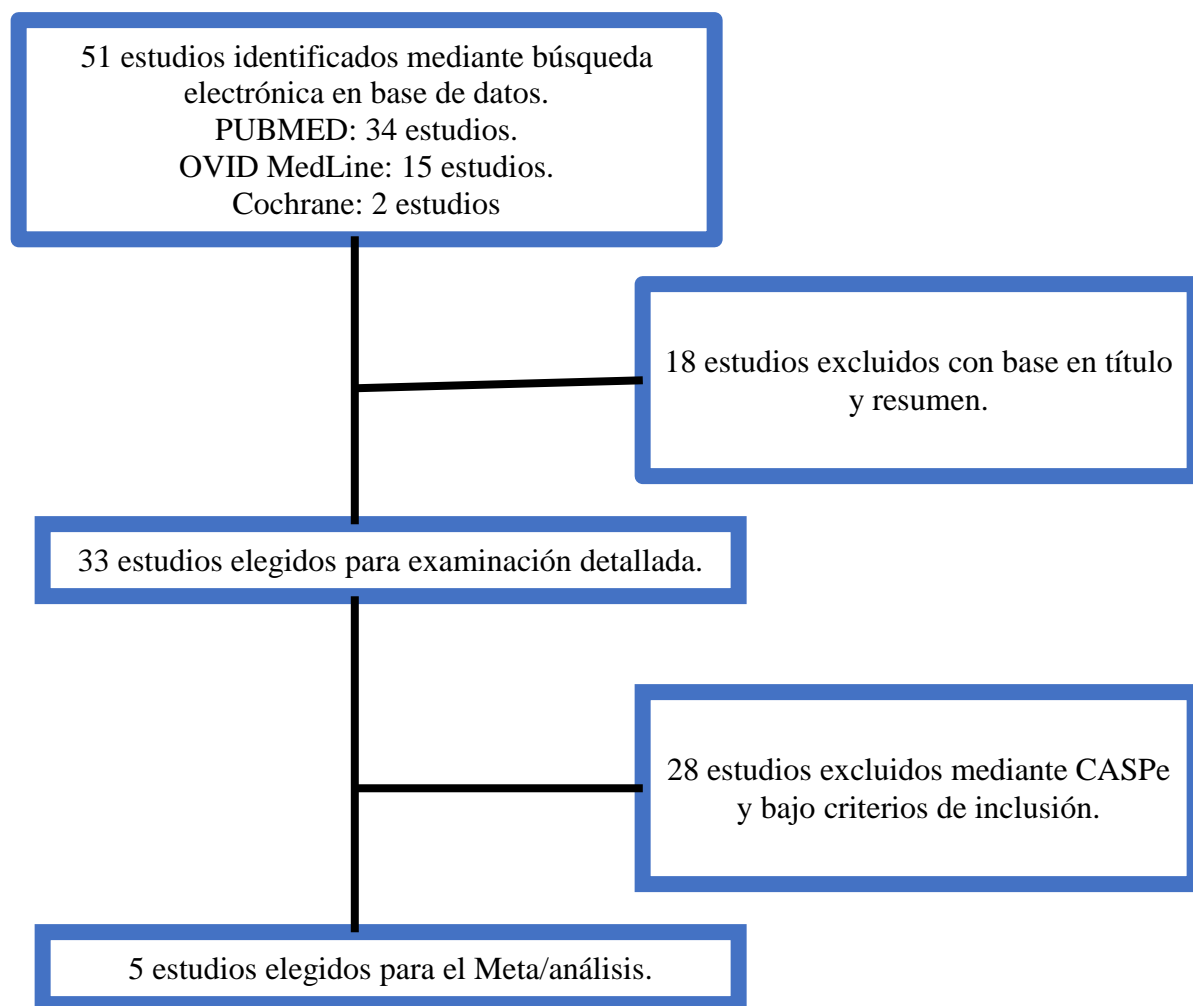 51 estudios identificados mediante búsqueda
electrónica en base de datos.
PUBMED: 34 estudios.
OVID MedLine: 15 estudios.
Cochrane: 2 estudios
18 estudios excluidos con base en título
y resumen.
33 estudios elegidos para examinación detallada.
28 estudios excluidos mediante CASPe
y bajo criterios de inclusión.
5 estudios elegidos para el Meta/análisis.